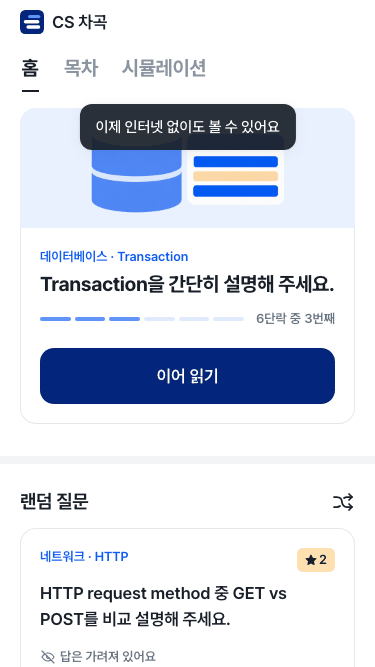 CS 차곡
홈 목차 시뮬레이션
이제 인터넷 없이도 볼 수 있어요
데이터베이스 · Transaction
Transaction을 간단히 설명해 주세요.
6단락 중 3번째
이어 읽기
랜덤 질문
네트워크 · HTTP
★2
HTTP request method 중 GET vs
POST를 비교 설명해 주세요.
답은 가려져 있어요